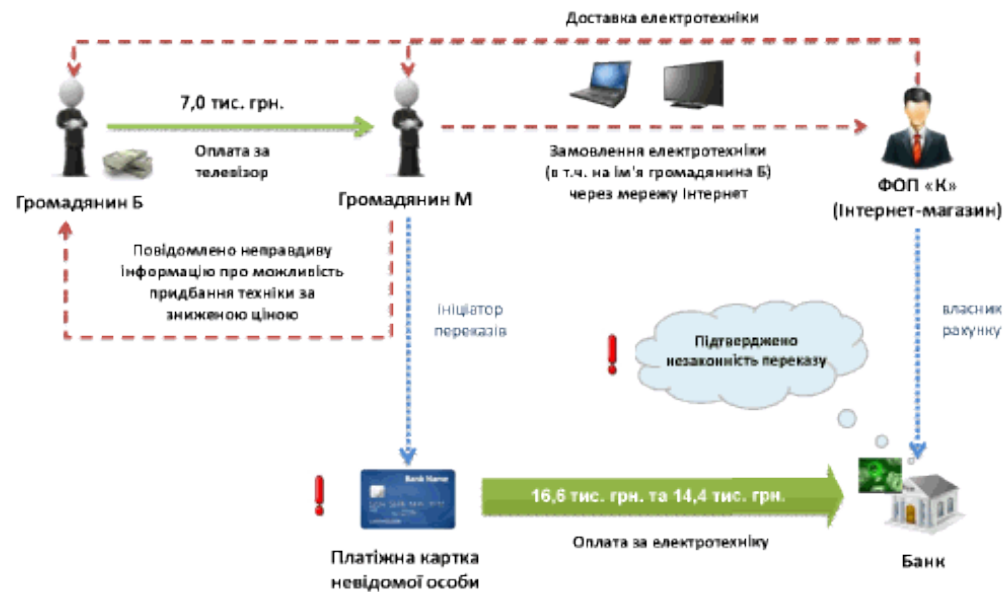 Доставка електротехніки
7,0 тис. грн.
Оплата за
телевізор
Замовлення електротехніки
(в т.ч. на ім'я громадянина Б)
через мережу Інтернет
Громадянин Б
Громадянин М
ФОП «К»
(Інтернет-магазин)
Повідомлено неправдиву
інформацію про можливість
придбання техніки за
зниженою ціною
ініціатор
переказів
власник
рахунку
Підтверджено
незаконність переказу
Bank Name
16,6 тис. грн. та 14,4 тис. грн.
Оплата за електротехніку
Платіжна картка
невідомої особи
Банк